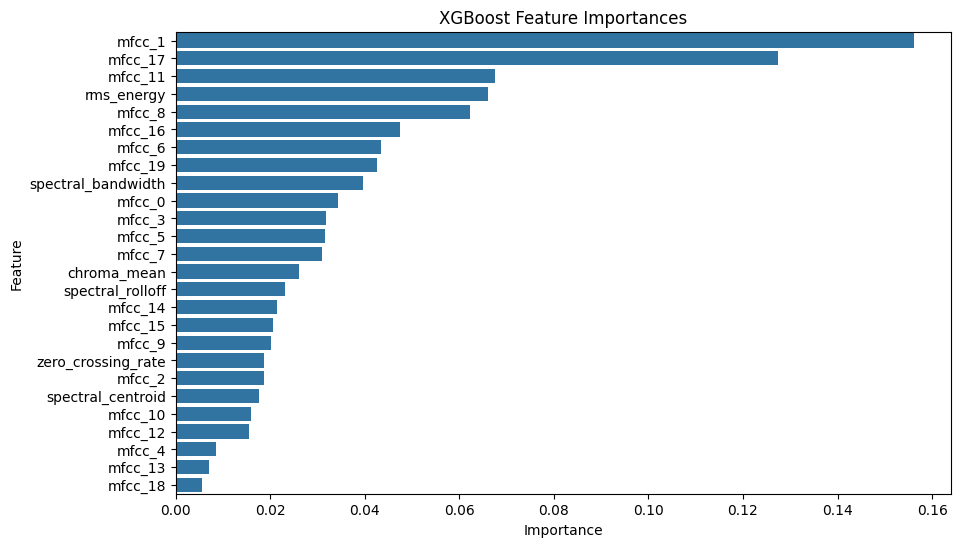 XGBoost Feature Importances
mfcc_1
mfcc_17
mfcc_11
rms_energy
mfcc_8
mfcc_16
mfcc_6
mfcc_19
spectral_bandwidth
mfcc_0
mfcc_3
mfcc_5
mfcc_7
chroma_mean
spectral_rolloff
mfcc_14
mfcc_15
mfcc_9
zero_crossing_rate
mfcc_2
spectral_centroid
mfcc_10
mfcc_12
mfcc_4
mfcc_13
mfcc_18
Feature
0.00 0.02 0.04 0.06 0.08 0.10 0.12 0.14 0.16
Importance